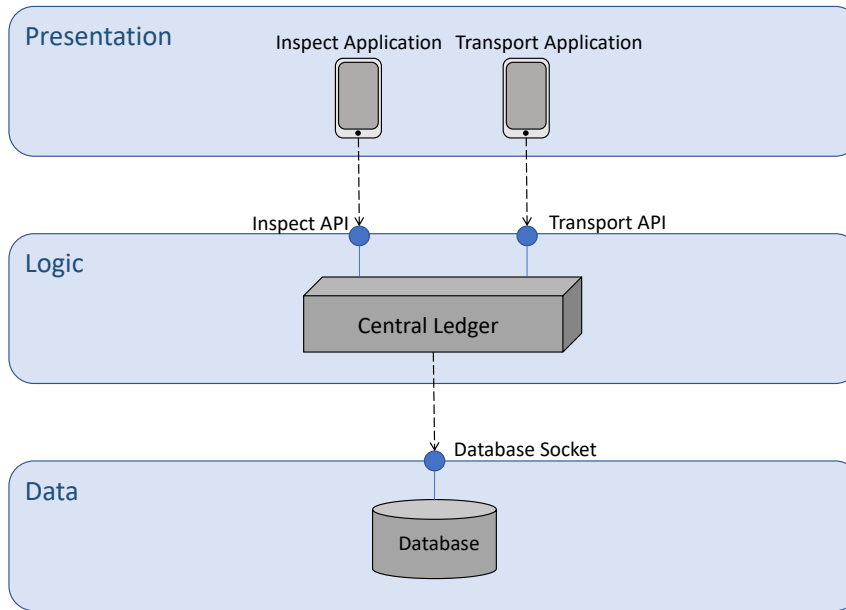 Presentation
Inspect Application
Transport Application
Inspect API
Transport API
Logic
Central Ledger
Database Socket
Data
Database